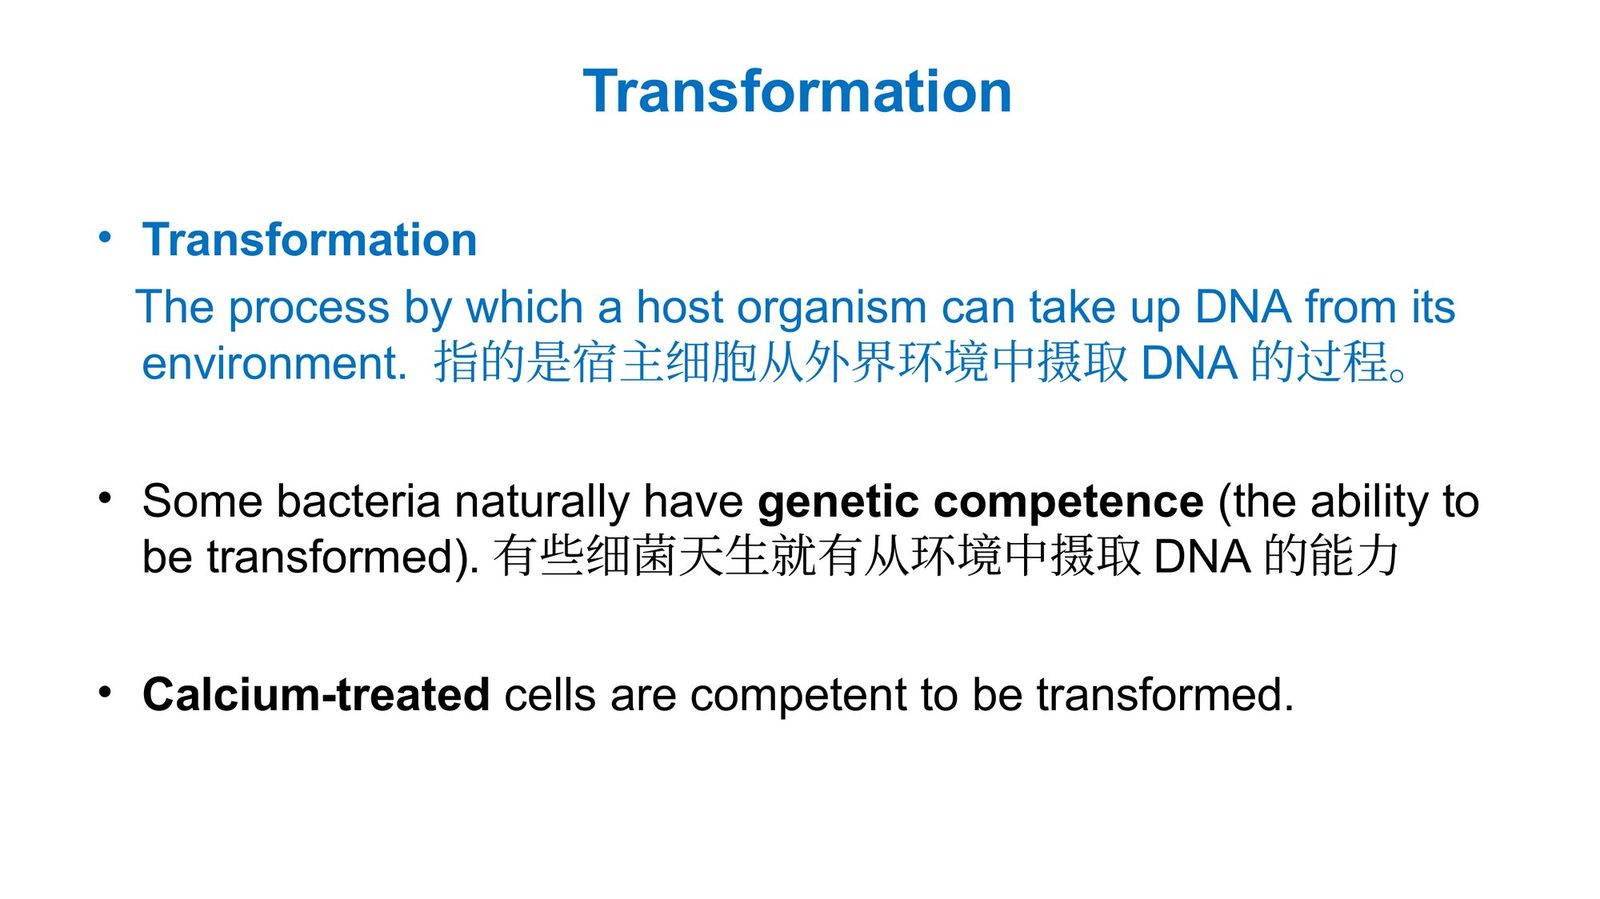 Transformation
• Transformation
The process by which a host organism can take up DNA from its
environment. 指的是宿主细胞从外界环境中摄取 DNA 的过程。
• Some bacteria naturally have genetic competence (the ability to
be transformed). 有些细菌天生就有从环境中摄取 DNA 的能力
• Calcium-treated cells are competent to be transformed.